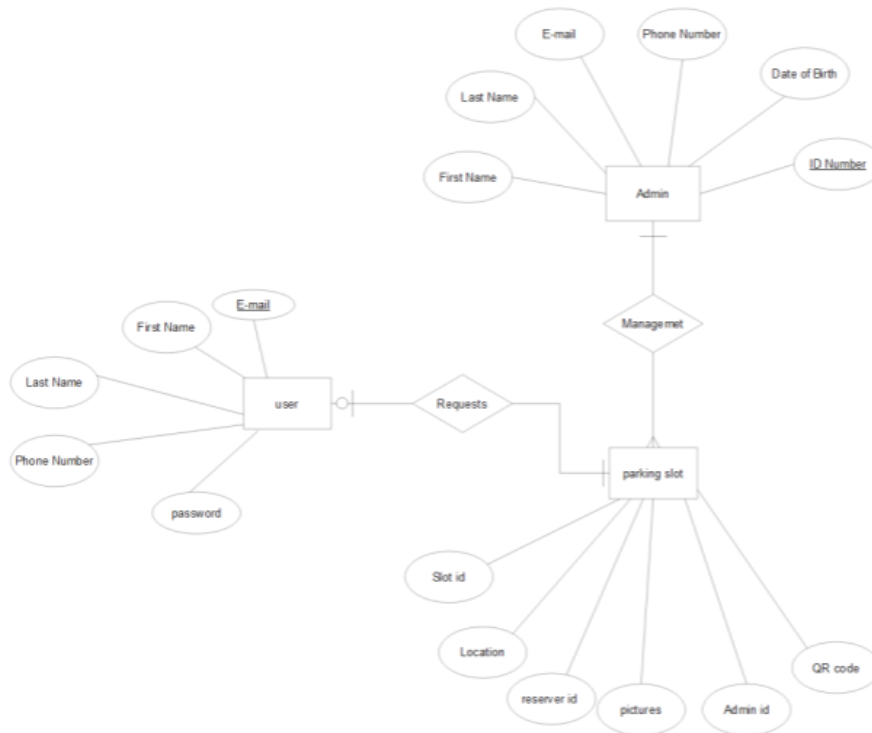 E-mail
Phone Number
Date of Birth
Last Name
ID Number
First Name
Admin
E-mail
First Name
Managemet
Last Name
user
Requests
Phone Number
parking slot
password
Slot id
Location
QR code
reserver id
pictures
Admin id